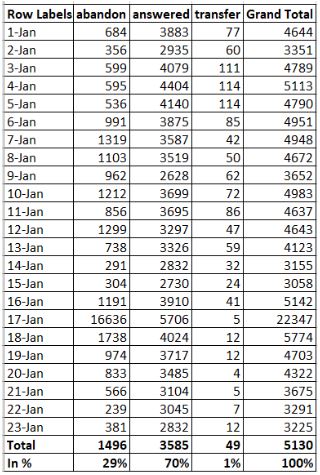 Row Labels abandon answered transfer Grand Total
1-Jan 684 3883 77 4644
2-Jan 356 2935 60 3351
3-Jan 599 4079 111 4789
4-Jan 595 4404 114 5113
5-Jan 536 4140 114 4790
6-Jan 991 3875 85 4951
7-Jan 1319 3587 42 4948
8-Jan 1103 3519 50 4672
9-Jan 962 2628 62 3652
10-Jan 1212 3699 72 4983
11-Jan 856 3695 86 4637
12-Jan 1299 3297 47 4643
13-Jan 738 3326 59 4123
14-Jan 291 2832 32 3155
15-Jan 304 2730 24 3058
16-Jan 1191 3910 41 5142
17-Jan 16636 5706 5 22347
18-Jan 1738 4024 12 5774
19-Jan 974 3717 12 4703
20-Jan 833 3485 4 4322
21-Jan 566 3104 5 3675
22-Jan 239 3045 7 3291
23-Jan 381 2832 12 3225
Total 1496 3585 49 5130
In % 29% 70% 1% 100%